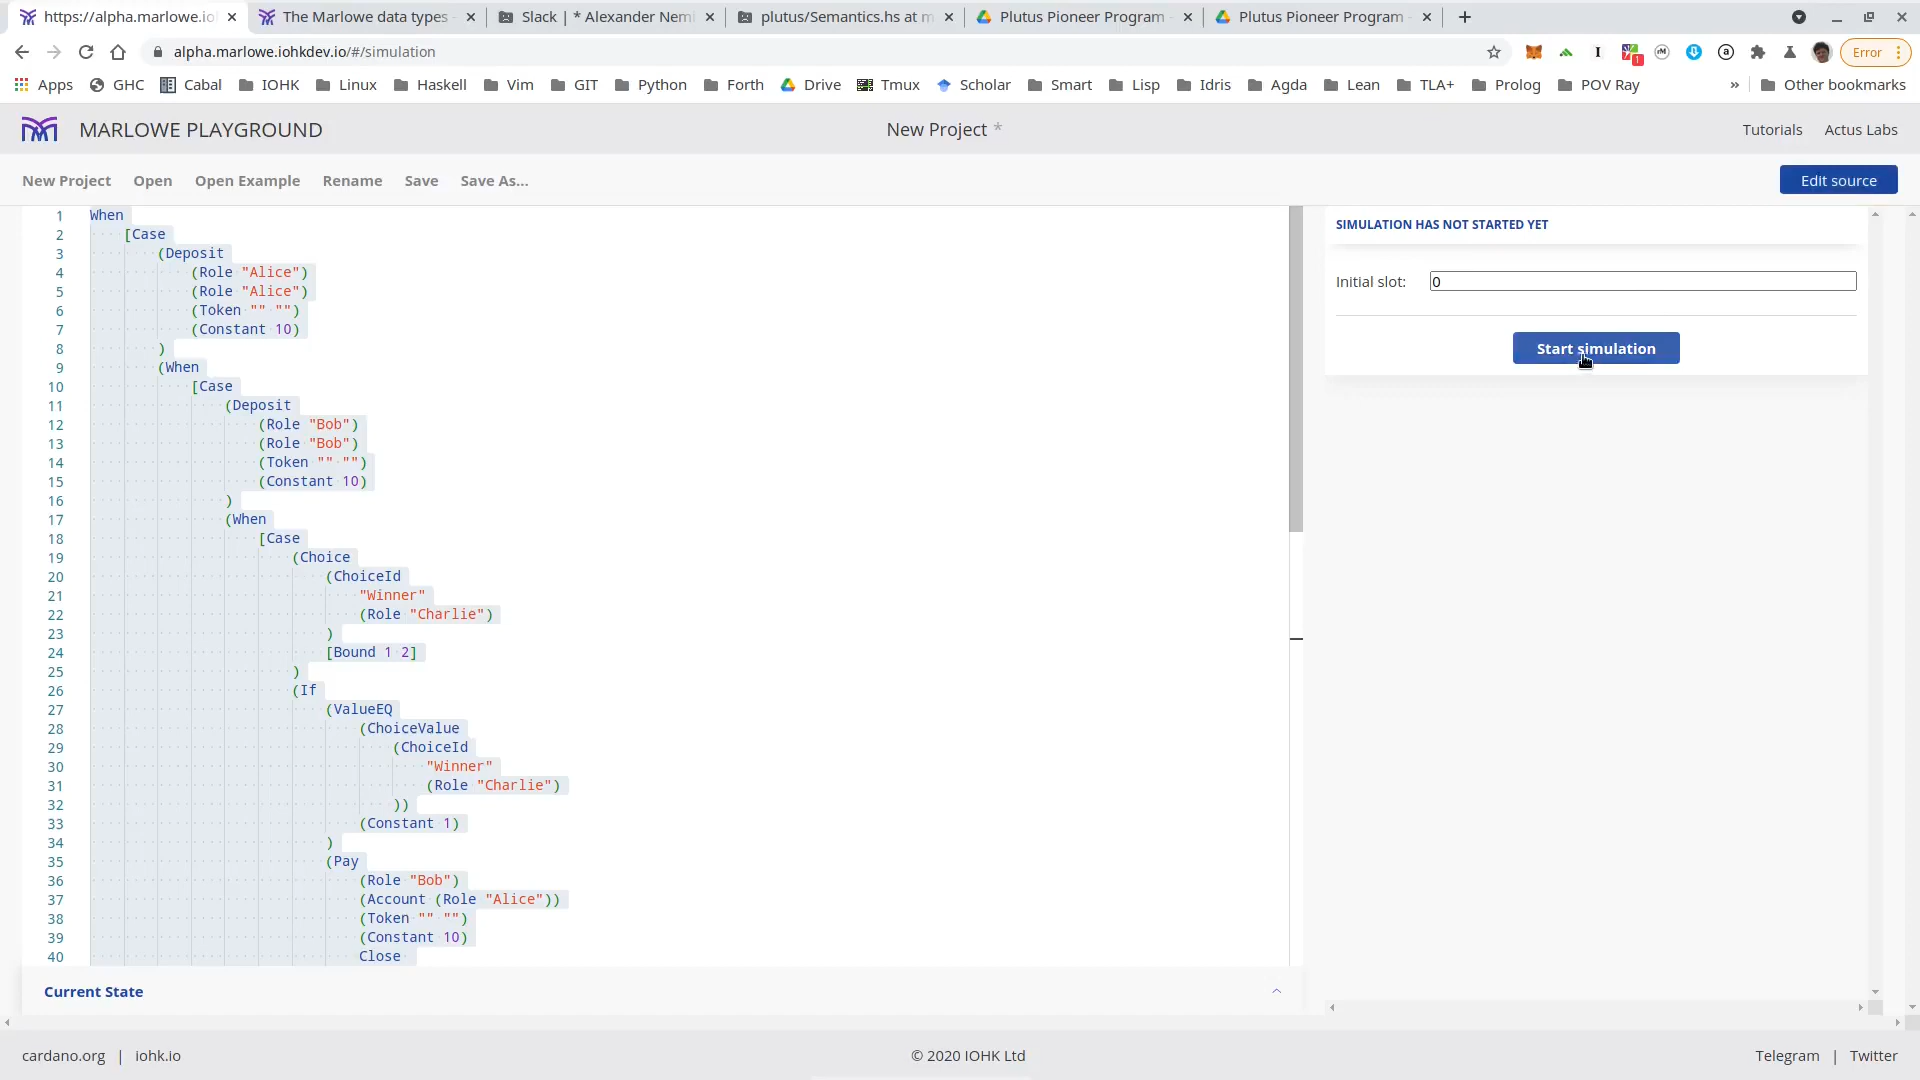 https://alpha.marlowe.io
The Marlowe data types -
Slack | * Alexander Nemi
plutus/Semantics.hs at m
Plutus Pioneer Program -
Plutus Pioneer Program -
alpha.marlowe.iohkdev.io/#/simulation
Error
Apps GHC Cabal IOHK Linux Haskell Vim GIT Python Forth Drive Tmux Scholar Smart Lisp Idris Agda Lean TLA+ Prolog POV Ray » Other bookmarks
MARLOWE PLAYGROUND
New Project *
Tutorials Actus Labs
New Project Open Open Example Rename Save Save As...
Edit source
1 When
2 [Case
3 (Deposit
4 (Role "Alice")
5 (Role "Alice")
6 (Token "" "")
7 (Constant 10)
8 )
9 (When
10 [Case
11 (Deposit
12 (Role "Bob")
13 (Role "Bob")
14 (Token "" "")
15 (Constant 10)
16 )
17 (When
18 [Case
19 (Choice
20 (ChoiceId
21 "Winner"
22 (Role "Charlie")
23 )
24 [Bound 1 2]
25 )
26 (If
27 (ValueEQ
28 (ChoiceValue
29 (ChoiceId
30 "Winner"
31 (Role "Charlie")
32 ))
33 (Constant 1)
34 )
35 (Pay
36 (Role "Bob")
37 (Account (Role "Alice"))
38 (Token "" "")
39 (Constant 10)
40 Close
SIMULATION HAS NOT STARTED YET
Initial slot: 0
Start simulation
Current State
cardano.org | iohk.io
© 2020 IOHK Ltd
Telegram | Twitter